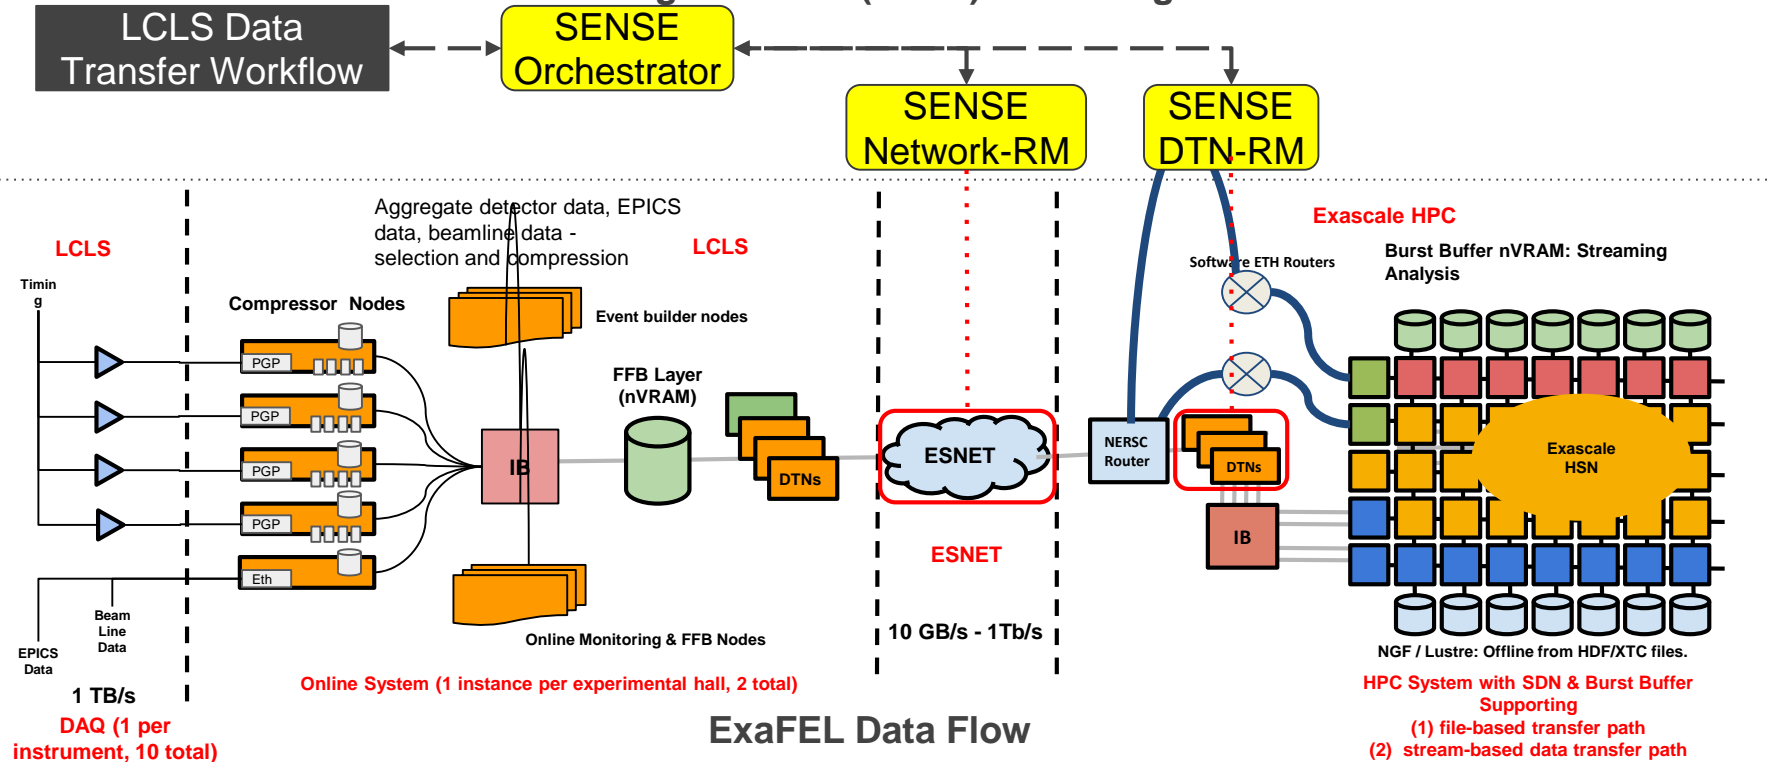 LCLS Data
Transfer Workflow
SENSE
Orchestrator
SENSE
Network-RM
SENSE
DTN-RM
Aggregate detector data, EPICS
data, beamline data -
selection and compression
LCLS
LCLS
Exascale HPC
Burst Buffer nVRAM: Streaming
Analysis
Software ETH Routers
Timin
g
Compressor Nodes
Event builder nodes
PGP
PGP
PGP
PGP
Eth
FFB Layer
(nVRAM)
IB
DTNs
ESNET
NERSC
Router
DTNs
IB
Exascale
HSN
ESNET
Beam
Line
Data
EPICS
Data
Online Monitoring & FFB Nodes
10 GB/s - 1Tb/s
NGF / Lustre: Offline from HDF/XTC files.
1 TB/s
DAQ (1 per
instrument, 10 total)
Online System (1 instance per experimental hall, 2 total)
HPC System with SDN & Burst Buffer
Supporting
(1) file-based transfer path
(2) stream-based data transfer path
ExaFEL Data Flow